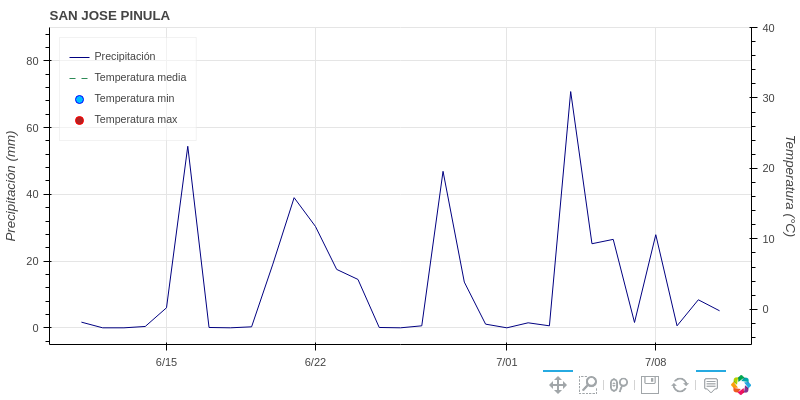 SAN JOSE PINULA
Precipitación
Temperatura media
Temperatura min
Temperatura max
Precipitación (mm)
80
60
40
20
0
Temperatura (°C)
40
30
20
10
0
6/15
6/22
7/01
7/08